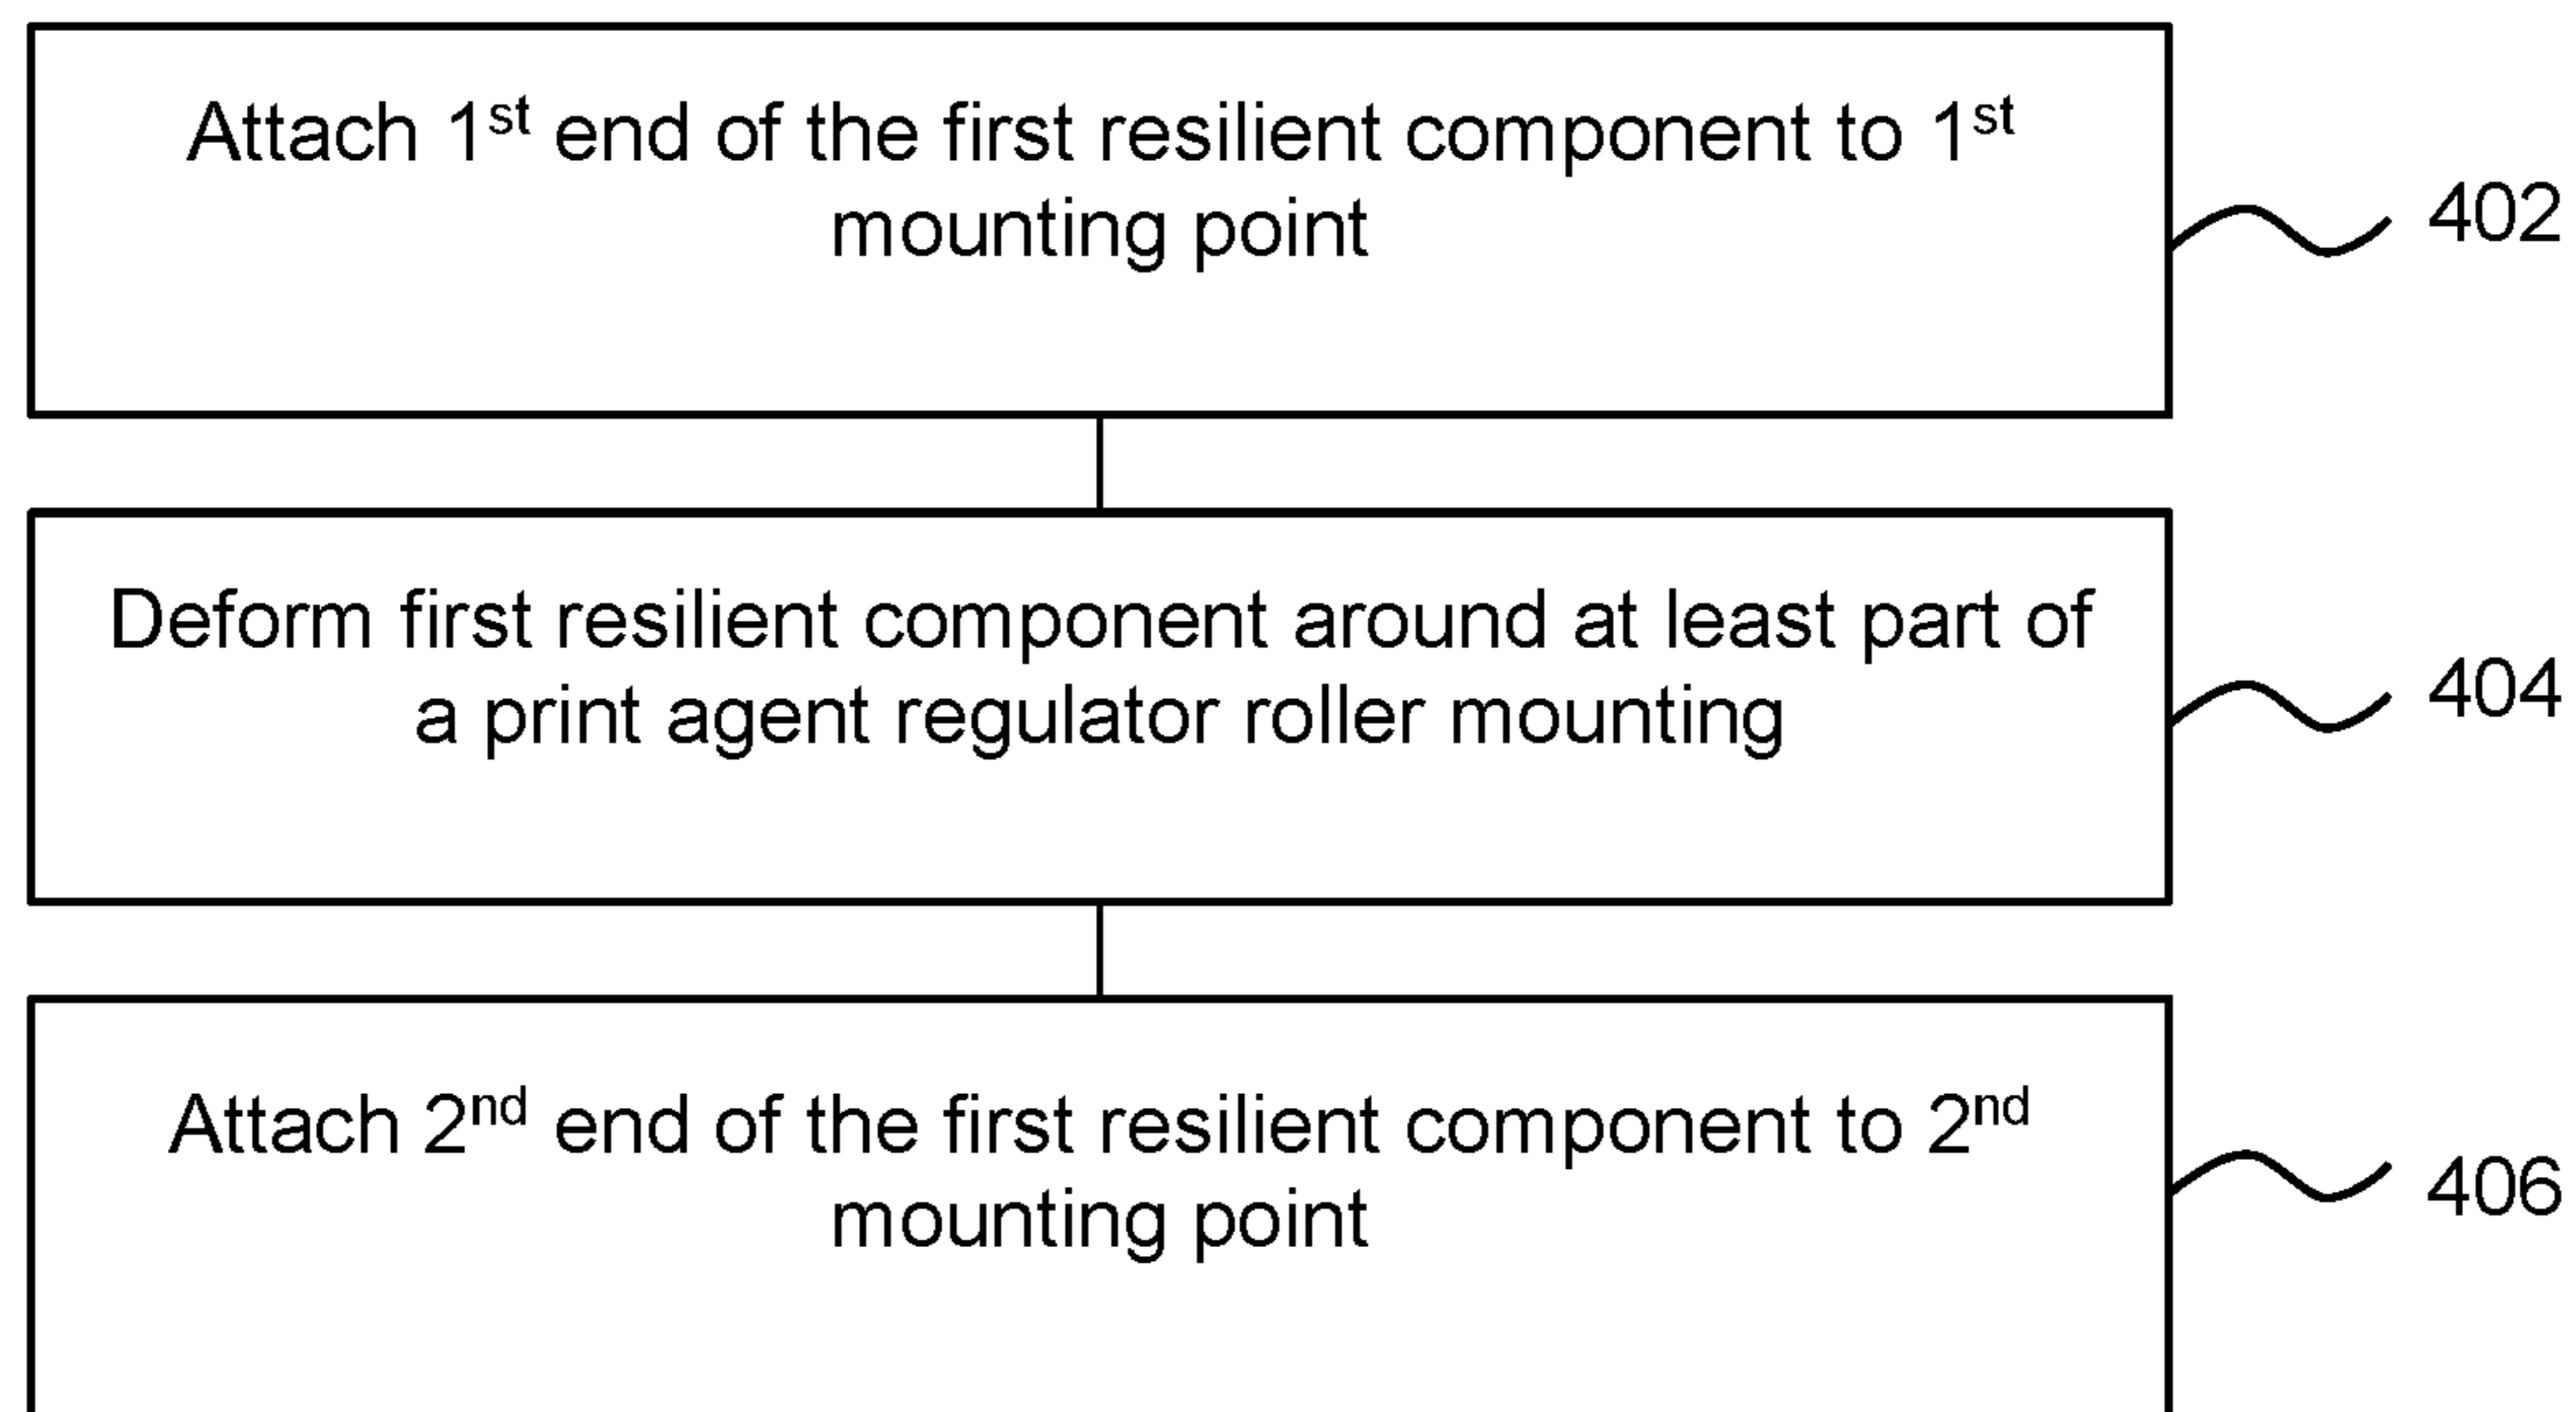 Attach 1st end of the first resilient component to 1st
mounting point
402
Deform first resilient component around at least part of
a print agent regulator roller mounting
404
Attach 2nd end of the first resilient component to 2nd
mounting point
406